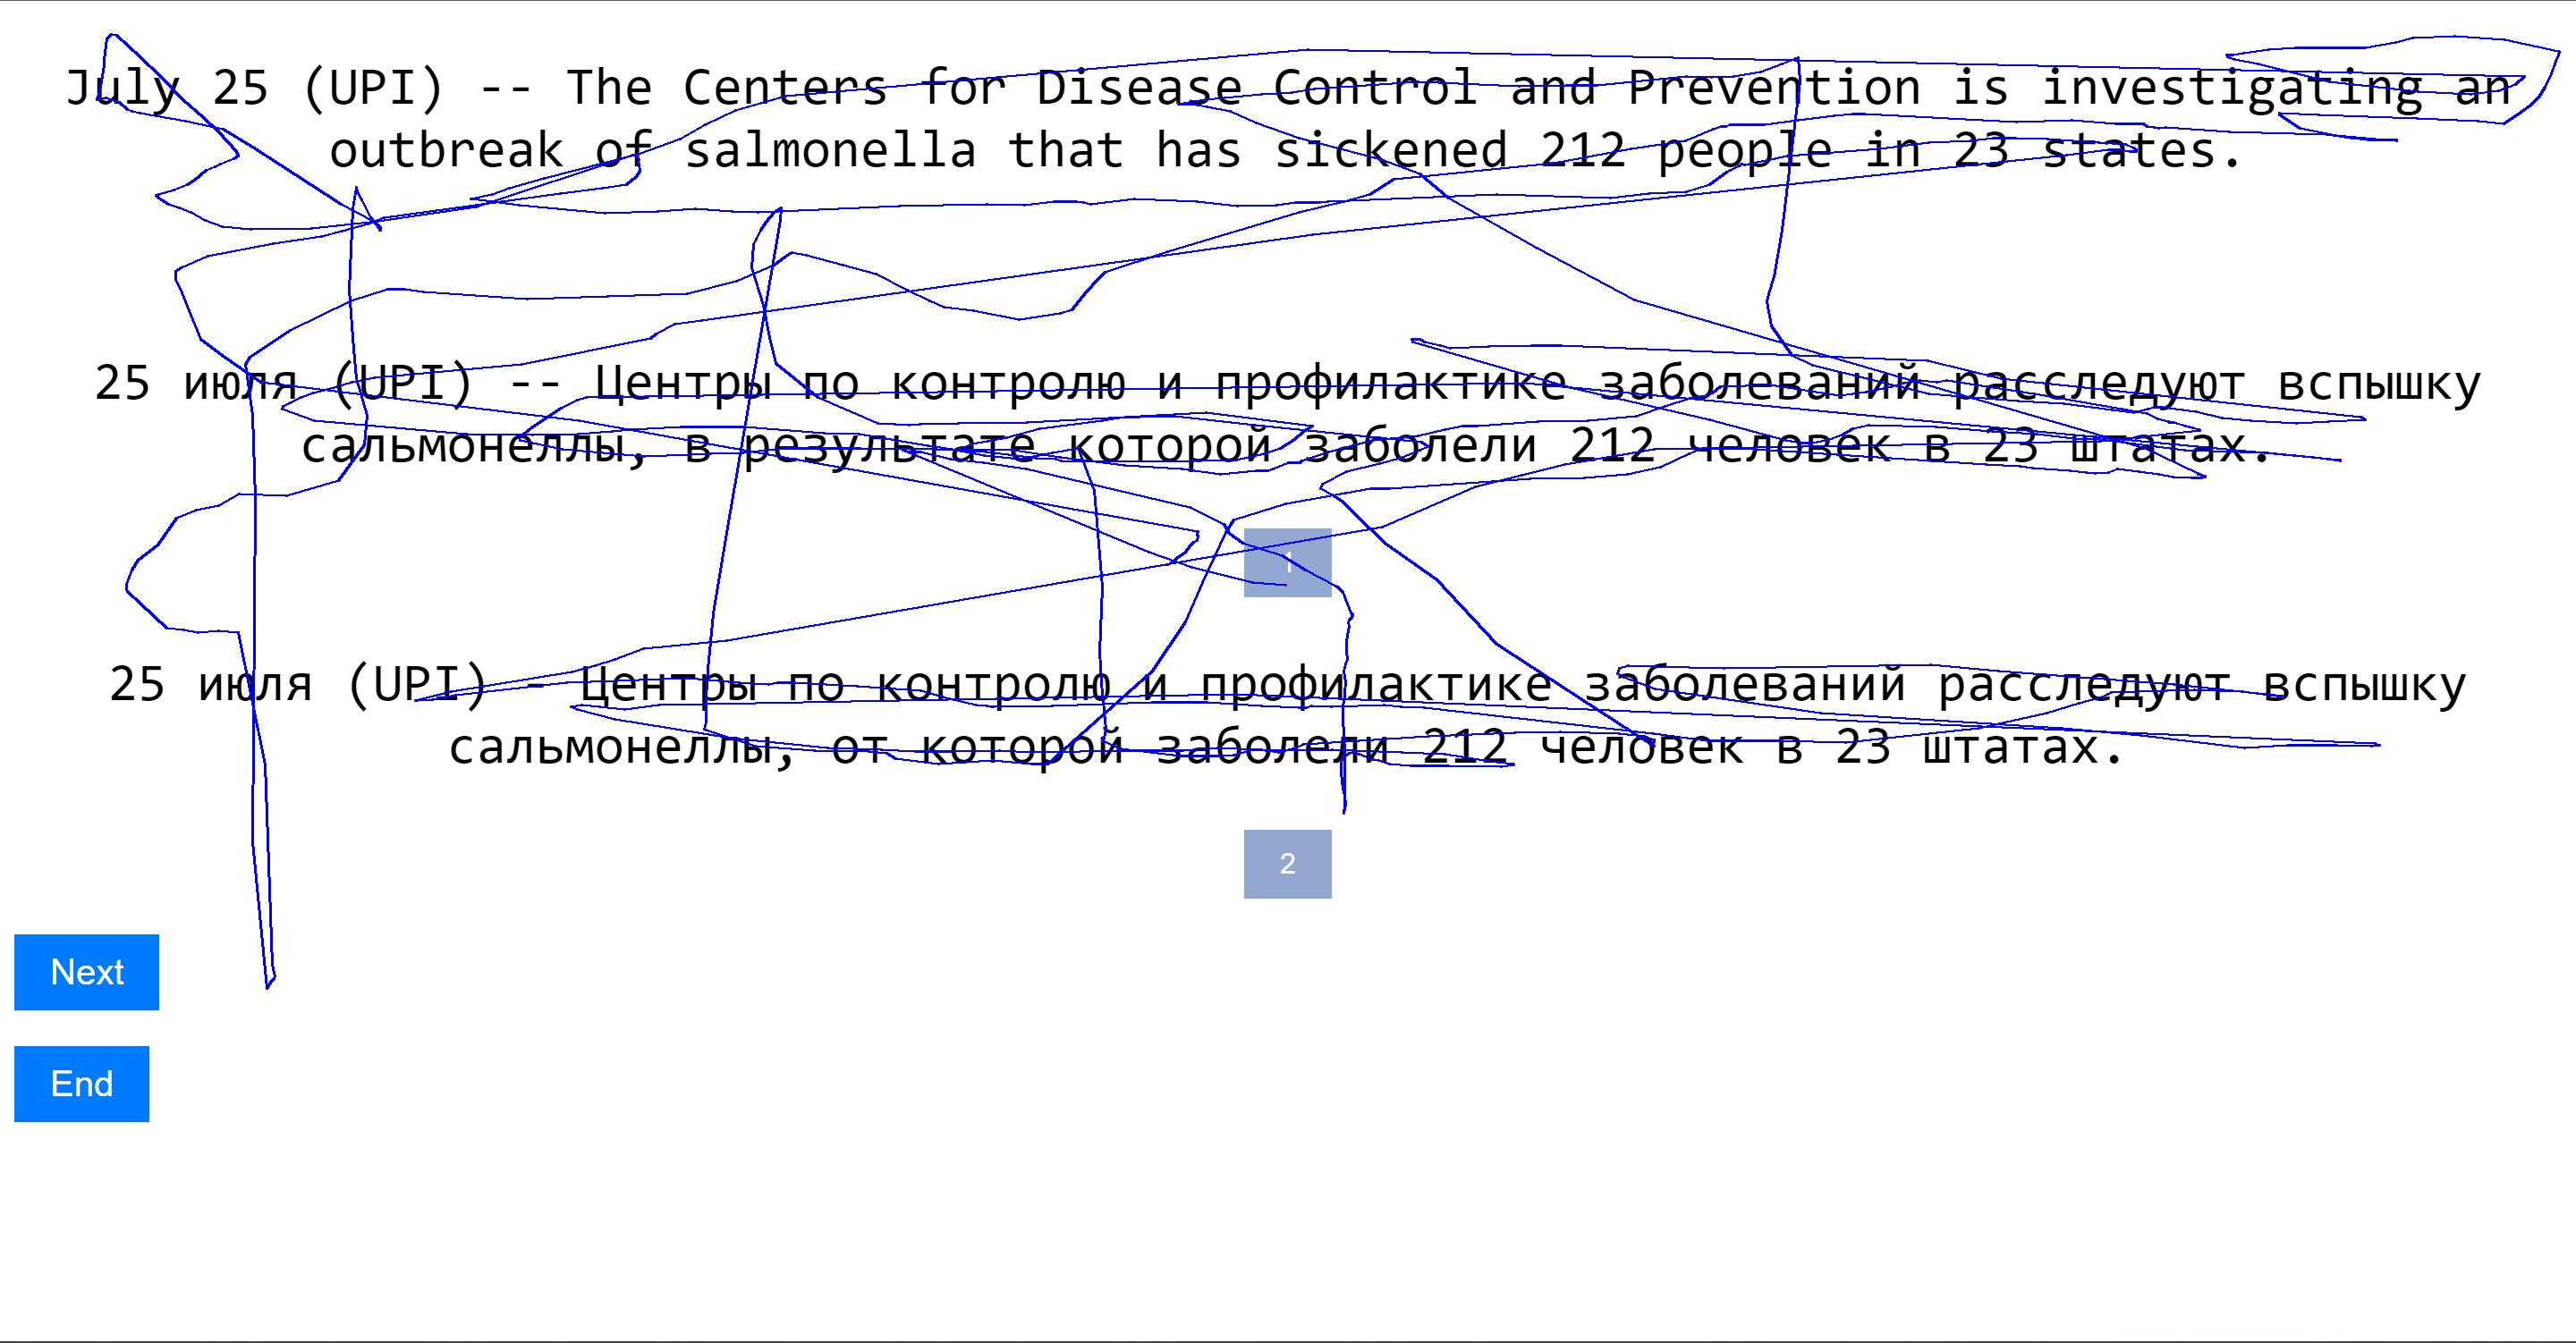 July 25 (UPI) -- The Centers for Disease Control and Prevention is investigating an
outbreak of salmonella that has sickened 212 people in 23 states.
25 июля (UPI) -- Центры по контролю и профилактике заболеваний расследуют вспышку
сальмонеллы, в результате которой заболели 212 человек в 23 штатах.
1
25 июля (UPI) – Центры по контролю и профилактике заболеваний расследуют вспышку
сальмонеллы, от которой заболели 212 человек в 23 штатах.
2
Next
End